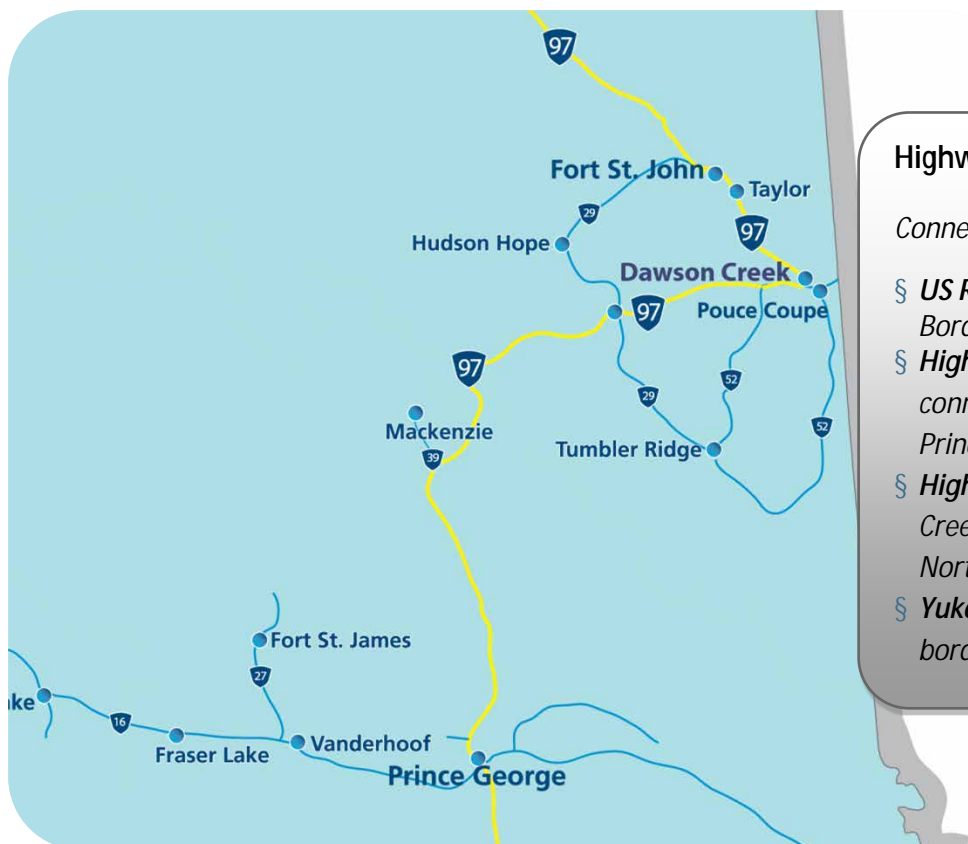 97
Fort St. John
Taylor
29
97
Hudson Hope
Dawson Creek
Pouce Coupe
97
97
52
29
Mackenzie
52
39
Tumbler Ridge
Fort St. James
27
ke
16
Fraser Lake
Vanderhoof
Prince George
Highw
Conne
§ US R
Bord
§ High
conn
Princ
§ High
Cree
Nort
§ Yuko
bord